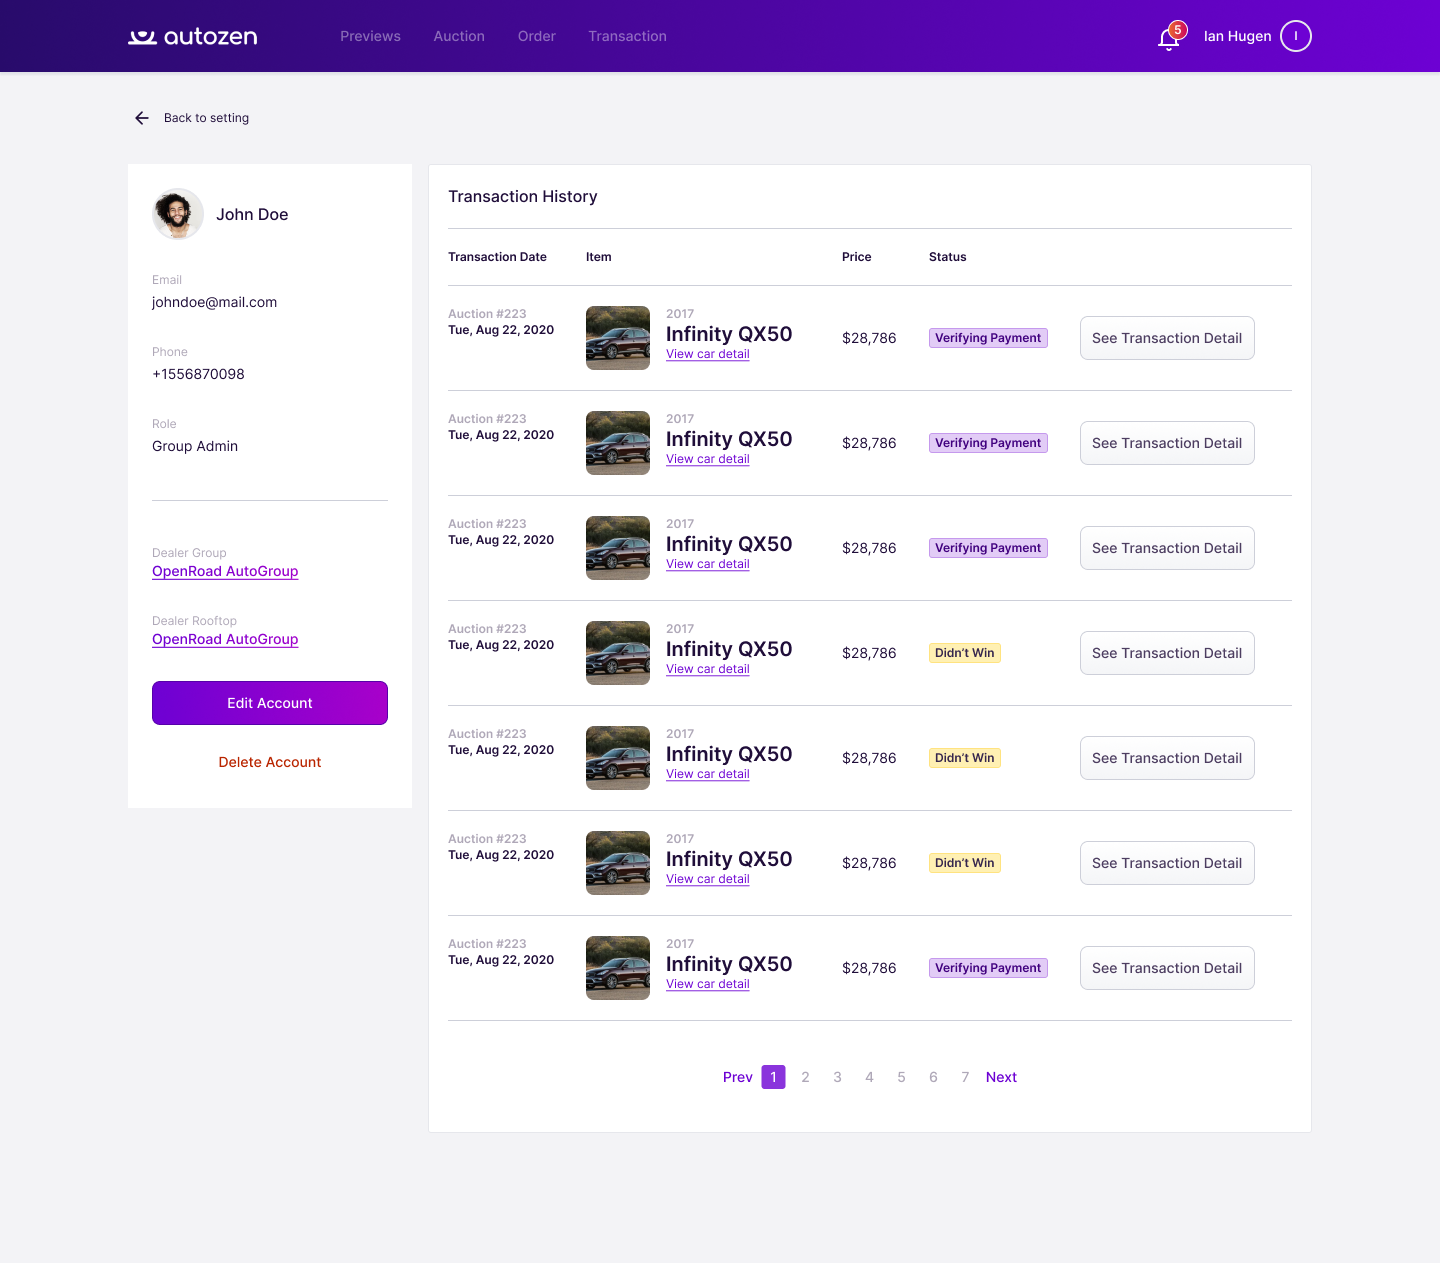 autozen
Previews Auction Order Transaction
5
Ian Hugen I
Back to setting
John Doe
Email
johndoe@mail.com
Phone
+1556870098
Role
Group Admin
Dealer Group
OpenRoad AutoGroup
Dealer Rooftop
OpenRoad AutoGroup
Edit Account
Delete Account
Transaction History
Transaction Date Item Price Status
Auction #223
Tue, Aug 22, 2020
2017
Infinity QX50
View car detail
$28,786
Verifying Payment
See Transaction Detail
Auction #223
Tue, Aug 22, 2020
2017
Infinity QX50
View car detail
$28,786
Verifying Payment
See Transaction Detail
Auction #223
Tue, Aug 22, 2020
2017
Infinity QX50
View car detail
$28,786
Verifying Payment
See Transaction Detail
Auction #223
Tue, Aug 22, 2020
2017
Infinity QX50
View car detail
$28,786
Didn’t Win
See Transaction Detail
Auction #223
Tue, Aug 22, 2020
2017
Infinity QX50
View car detail
$28,786
Didn’t Win
See Transaction Detail
Auction #223
Tue, Aug 22, 2020
2017
Infinity QX50
View car detail
$28,786
Didn’t Win
See Transaction Detail
Auction #223
Tue, Aug 22, 2020
2017
Infinity QX50
View car detail
$28,786
Verifying Payment
See Transaction Detail
Prev 1 2 3 4 5 6 7 Next